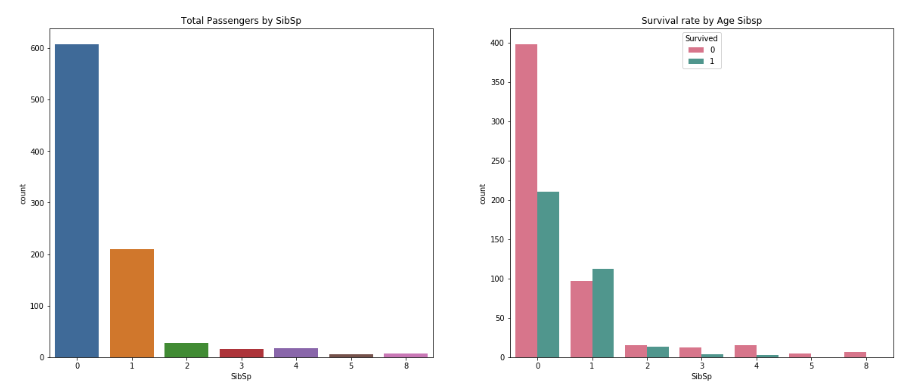 Total Passengers by SibSp
600
500
400
300
200
100
0
count
0 1 2 3 4 5 8
SibSp
Survival rate by Age Sibsp
Survived
0
1
400
350
300
250
200
150
100
50
0
count
0 1 2 3 4 5 8
SibSp